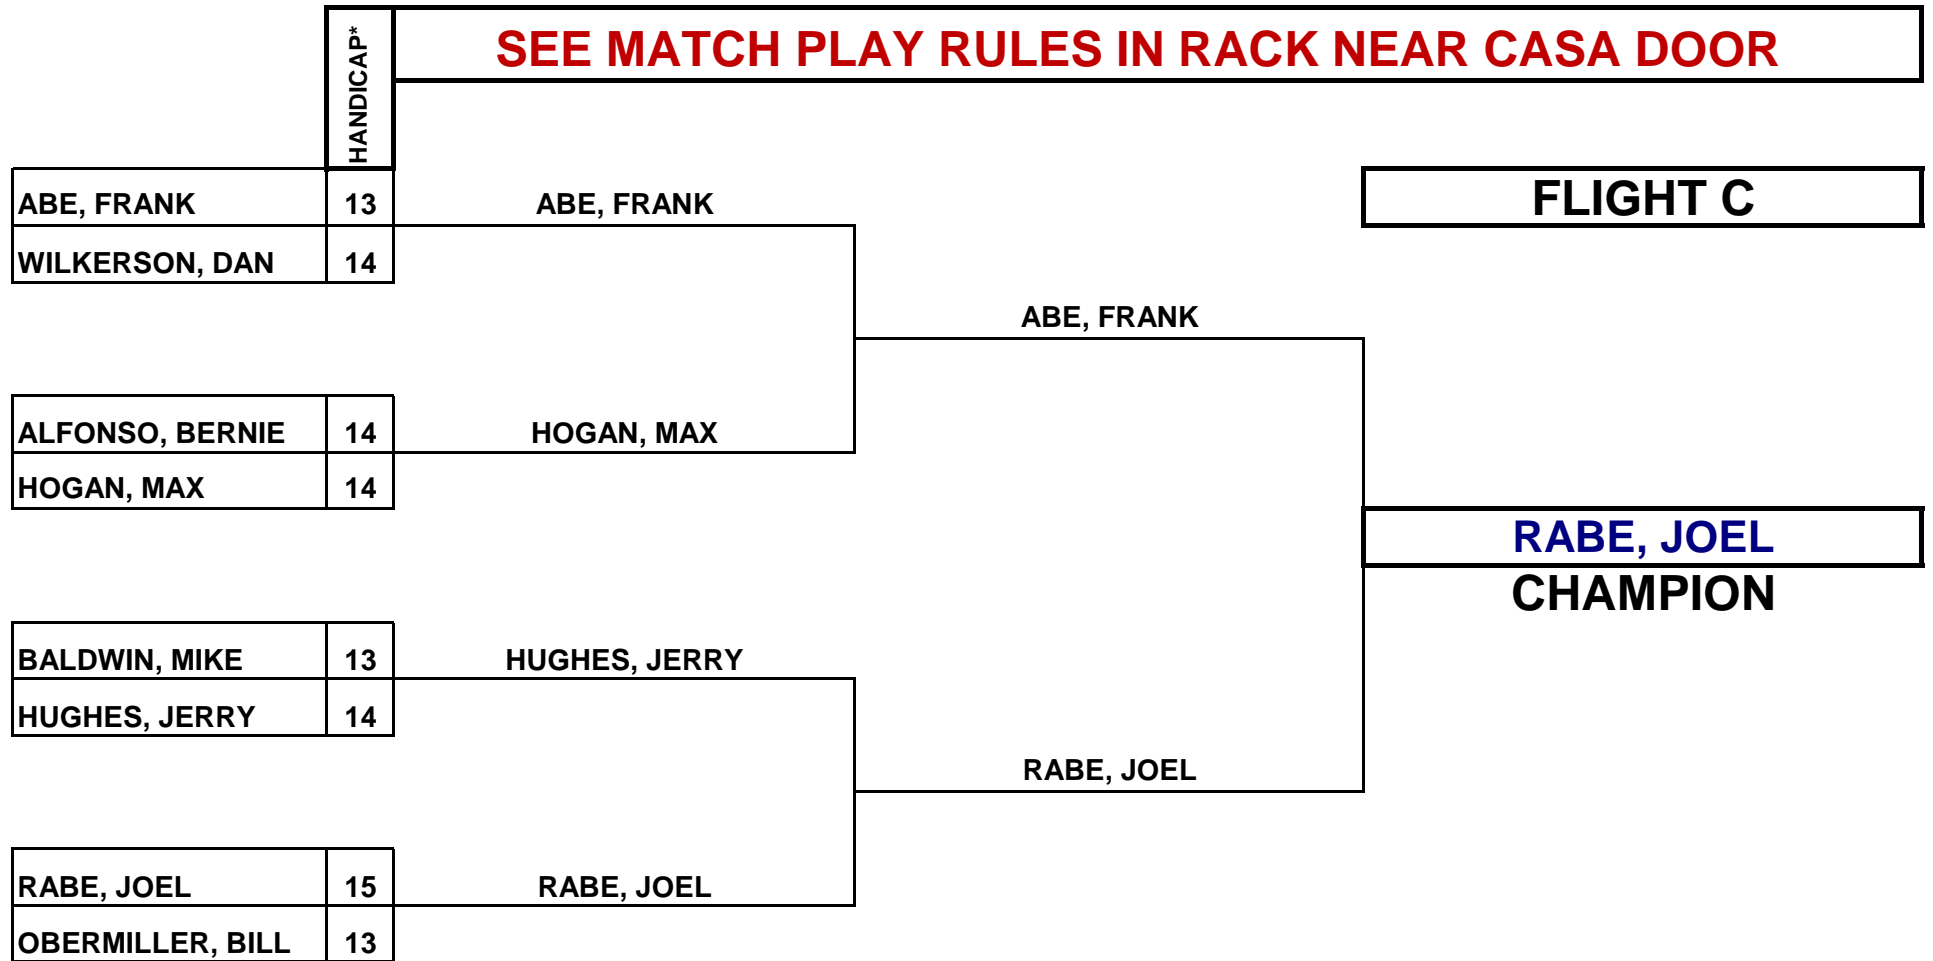 HANDICAP*
SEE MATCH PLAY RULES IN RACK NEAR CASA DOOR
FLIGHT C
ABE, FRANK 13 ABE, FRANK
WILKERSON, DAN 14
ABE, FRANK
ALFONSO, BERNIE 14 HOGAN, MAX
HOGAN, MAX 14
RABE, JOEL
CHAMPION
BALDWIN, MIKE 13 HUGHES, JERRY
HUGHES, JERRY 14
RABE, JOEL
RABE, JOEL 15 RABE, JOEL
OBERMILLER, BILL 13